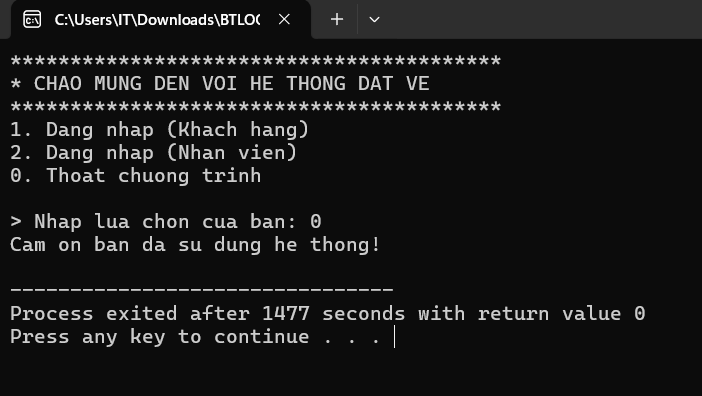 C:\Users\IT\Downloads\BTLOC
*****************************************
* CHAO MUNG DEN VOI HE THONG DAT VE
*****************************************
1. Dang nhap (Khach hang)
2. Dang nhap (Nhan vien)
0. Thoat chuong trinh
> Nhap lua chon cua ban: 0
Cam on ban da su dung he thong!
--------------------------------
Process exited after 1477 seconds with return value 0
Press any key to continue . . .